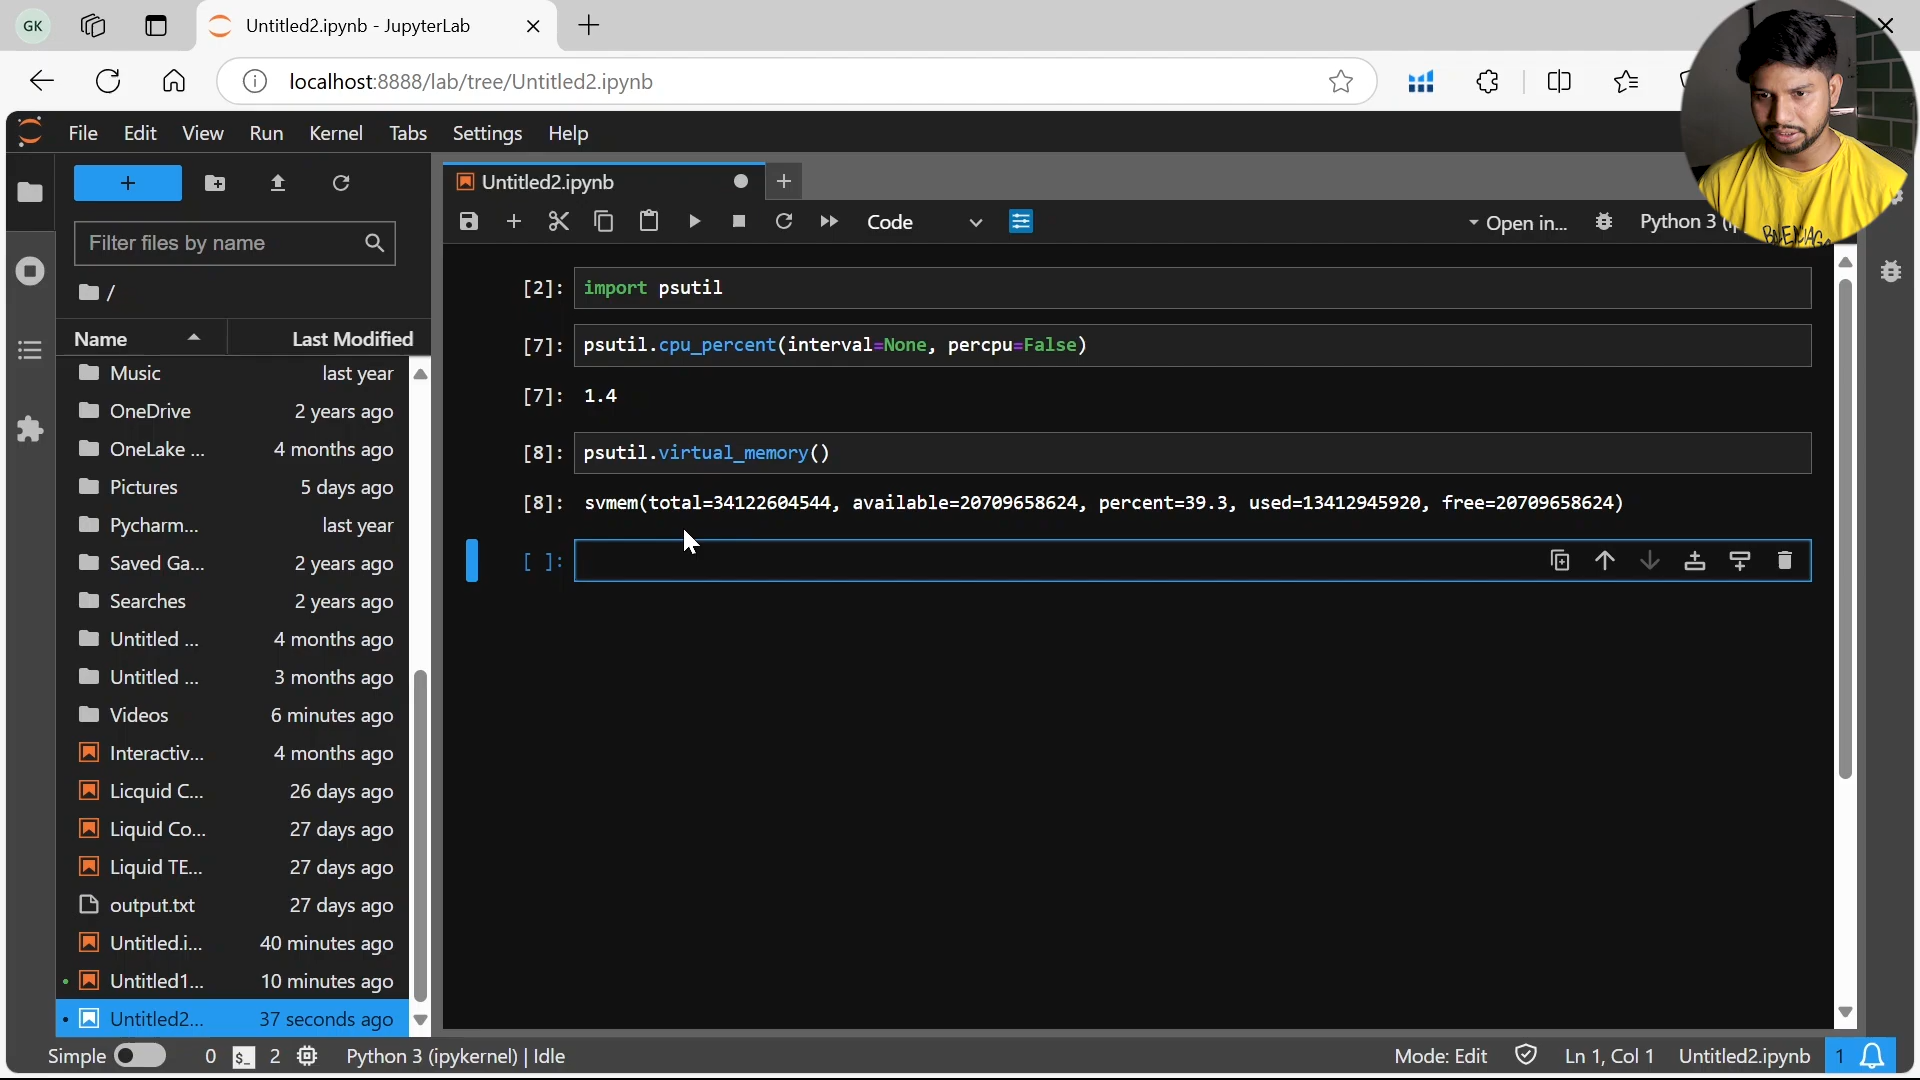 GK
Untitled2.ipynb - JupyterLab
localhost:8888/lab/tree/Untitled2.ipynb
File Edit View Run Kernel Tabs Settings Help
Untitled2.ipynb
Code
Open in...
Python 3
Filter files by name
/
Name Last Modified
Music last year
OneDrive 2 years ago
OneLake ... 4 months ago
Pictures 5 days ago
Pycharm... last year
Saved Ga... 2 years ago
Searches 2 years ago
Untitled ... 4 months ago
Untitled ... 3 months ago
Videos 6 minutes ago
Interactiv... 4 months ago
Licquid C... 26 days ago
Liquid Co... 27 days ago
Liquid TE... 27 days ago
output.txt 27 days ago
Untitled.i... 40 minutes ago
Untitled1... 10 minutes ago
Untitled2... 37 seconds ago
[2]: import psutil
[7]: psutil.cpu_percent(interval=None, percpu=False)
[7]: 1.4
[8]: psutil.virtual_memory()
[8]: svmem(total=34122604544, available=20709658624, percent=39.3, used=13412945920, free=20709658624)
[ ]:
Simple 0 2 Python 3 (ipykernel) | Idle
Mode: Edit Ln 1, Col 1 Untitled2.ipynb 1